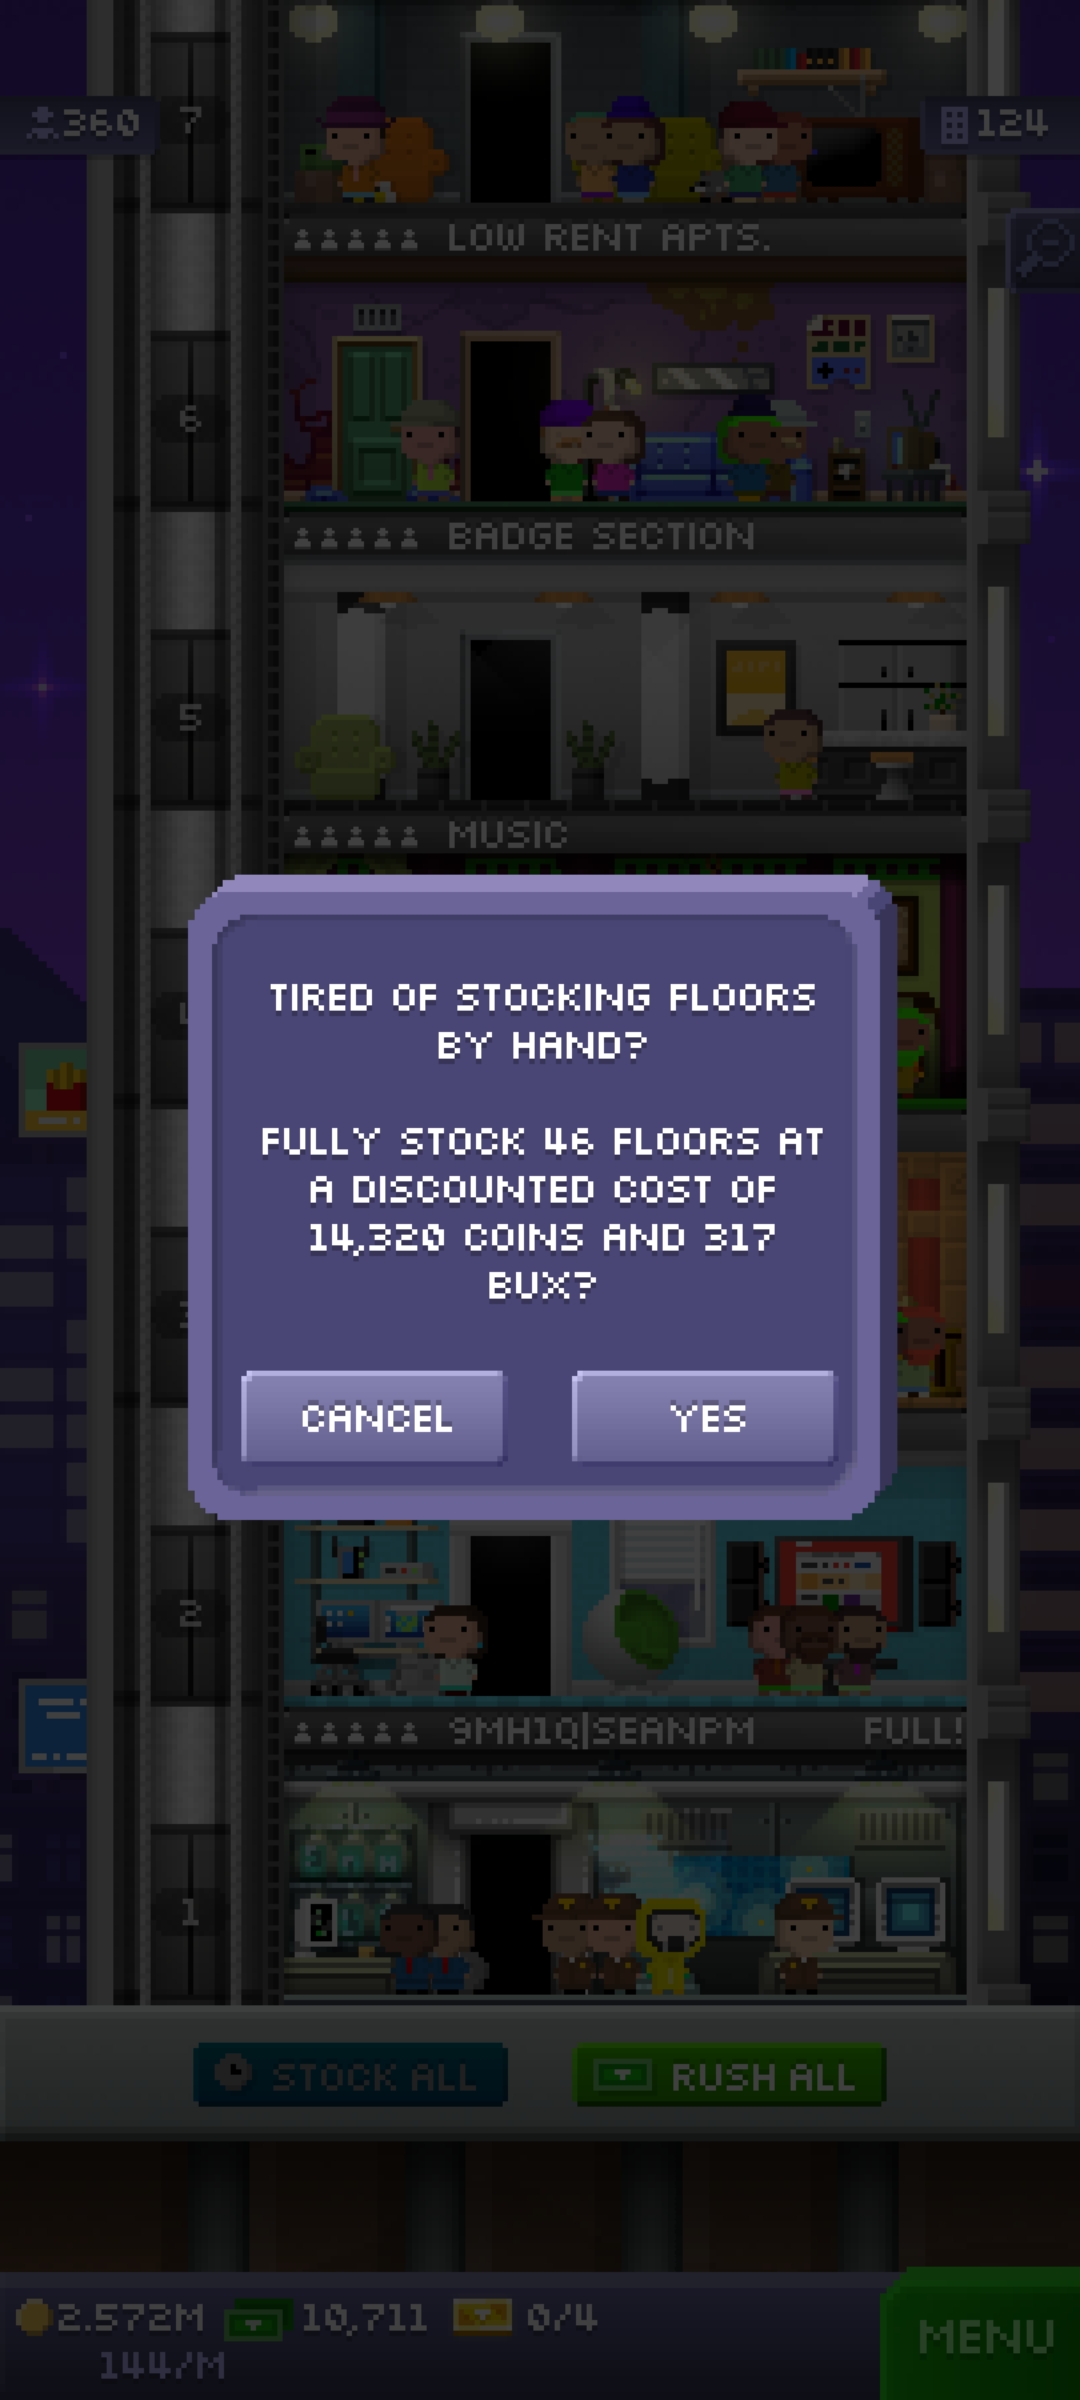 360
7
124
LOW RENT APTS.
6
BADGE SECTION
5
MUSIC
TIRED OF STOCKING FLOORS
BY HAND?
FULLY STOCK 46 FLOORS AT
A DISCOUNTED COST OF
14,320 COINS AND 317
BUX?
CANCEL
YES
2
9MH1Q|SEANPM
FULL!
1
STOCK ALL
RUSH ALL
2.572M
10,711
0/4
144/M
MENU